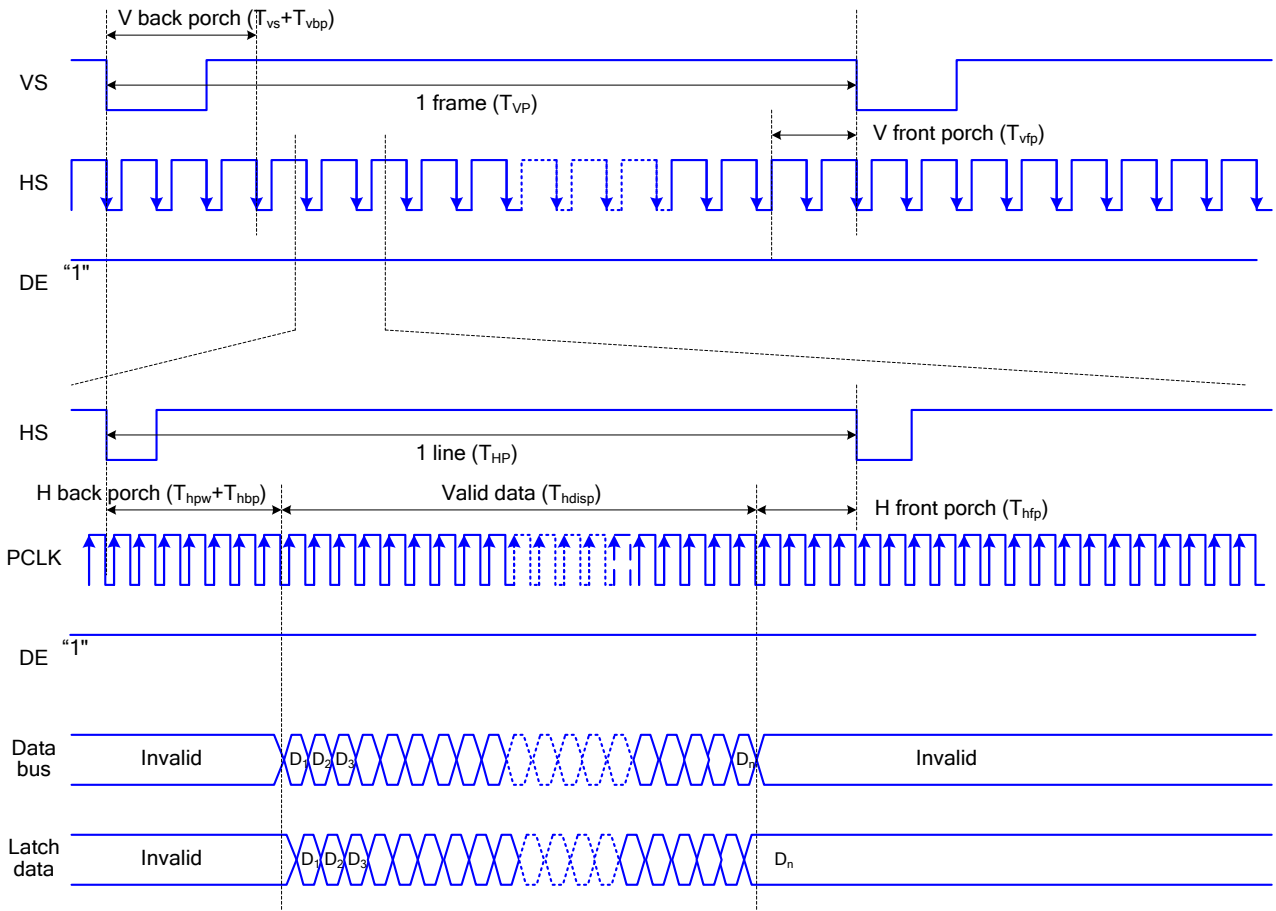 V back porch (Tvs+Tvbp)
VS
1 frame (TVP)
V front porch (Tvfp)
HS
DE “1"
HS
1 line (THP)
H back porch (Thpw+Thbp)
Valid data (Thdisp)
H front porch (Thfp)
PCLK
DE “1"
Data
bus
Invalid
D1 D2 D3
Dn
Invalid
Latch
data
Invalid
D1 D2 D3
Dn